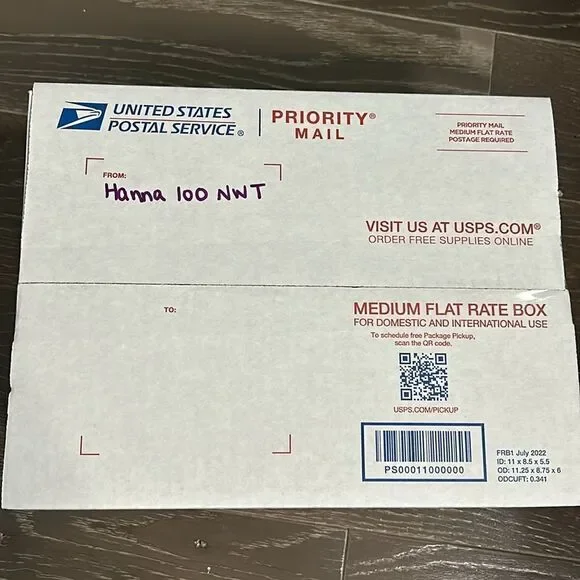 UNITED STATES
POSTAL SERVICE®
PRIORITY®
MAIL
PRIORITY MAIL
MEDIUM FLAT RATE
POSTAGE REQUIRED
FROM:
Hanna 100 NWT
VISIT US AT USPS.COM®
ORDER FREE SUPPLIES ONLINE
TO:
MEDIUM FLAT RATE BOX
FOR DOMESTIC AND INTERNATIONAL USE
To schedule free Package Pickup,
scan the QR code.
USPS.COM/PICKUP
PS00011000000
FRB1 July 2022
ID: 11 x 8.5 x 5.5
OD: 11.25 x 8.75 x 6
ODCUFT: 0.341